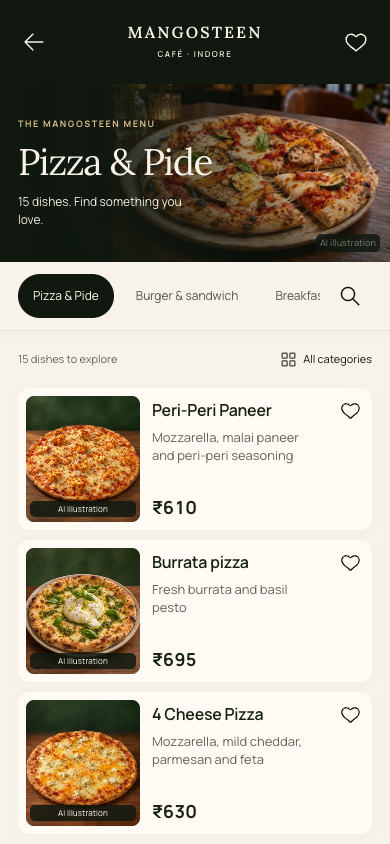 MANGOSTEEN
CAFÉ · INDORE
THE MANGOSTEEN MENU
Pizza & Pide
15 dishes. Find something you
love.
AI illustration
Pizza & Pide
Burger & sandwich
Breakfas
15 dishes to explore
All categories
Peri-Peri Paneer
Mozzarella, malai paneer
and peri-peri seasoning
AI illustration
₹610
Burrata pizza
Fresh burrata and basil
pesto
AI illustration
₹695
4 Cheese Pizza
Mozzarella, mild cheddar,
parmesan and feta
AI illustration
₹630